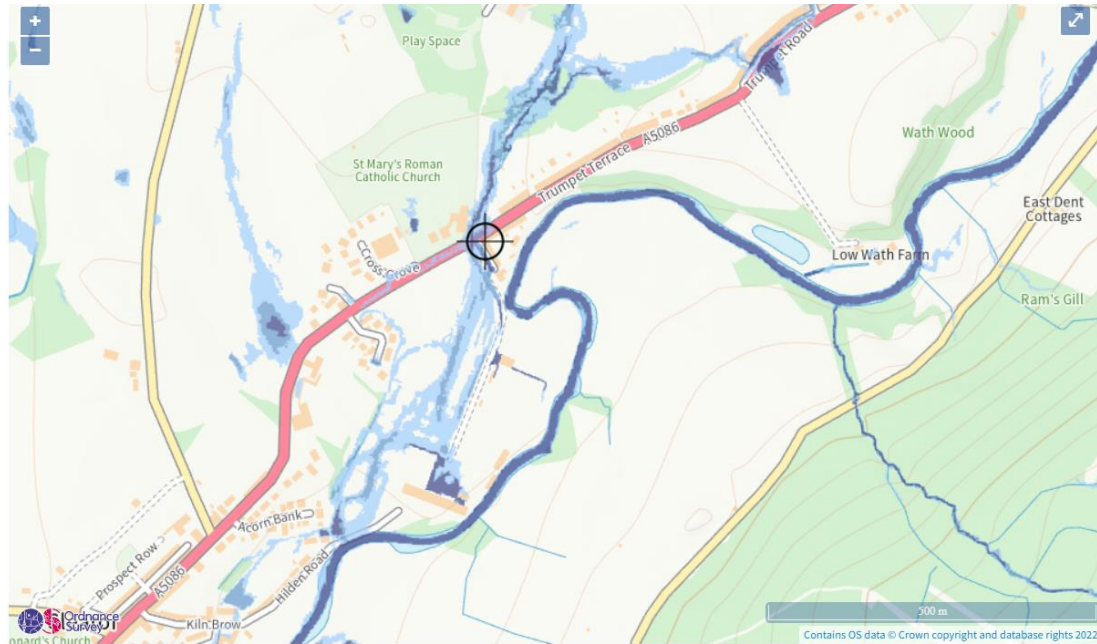 +
−
Play Space
Trumpet Road
A5086
Trumpet Terrace
Wath Wood
St Mary's Roman
Catholic Church
East Dent
Cottages
Cross Grove
Low Wath Farm
Ram's Gill
Acorn Bank
Prospect Row
Hilden Road
A5086
Kiln Brow
Ordnance
Survey
500 m
Contains OS data © Crown copyright and database rights 2022